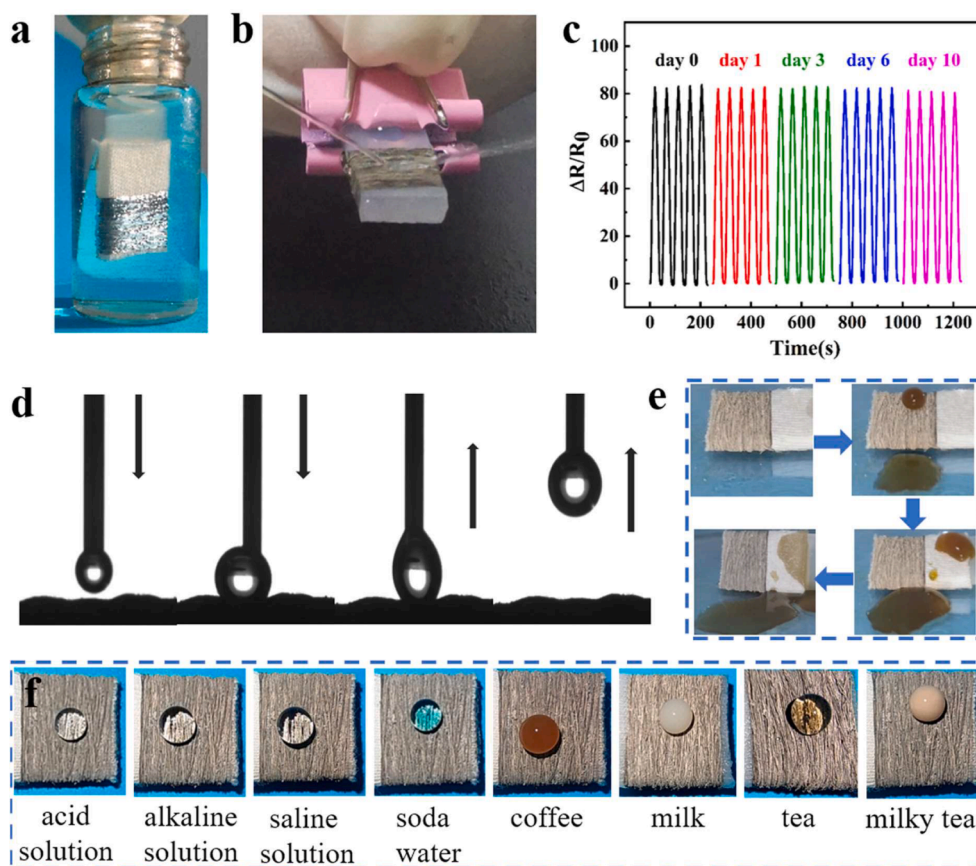 a
b
c
100
80
60
40
20
0
ΔR/R0
day 0 day 1 day 3 day 6 day 10
0 200 400 600 800 1000 1200
Time(s)
d
e
f
acid
solution
alkaline
solution
saline
solution
soda
water
coffee
milk
tea
milky tea